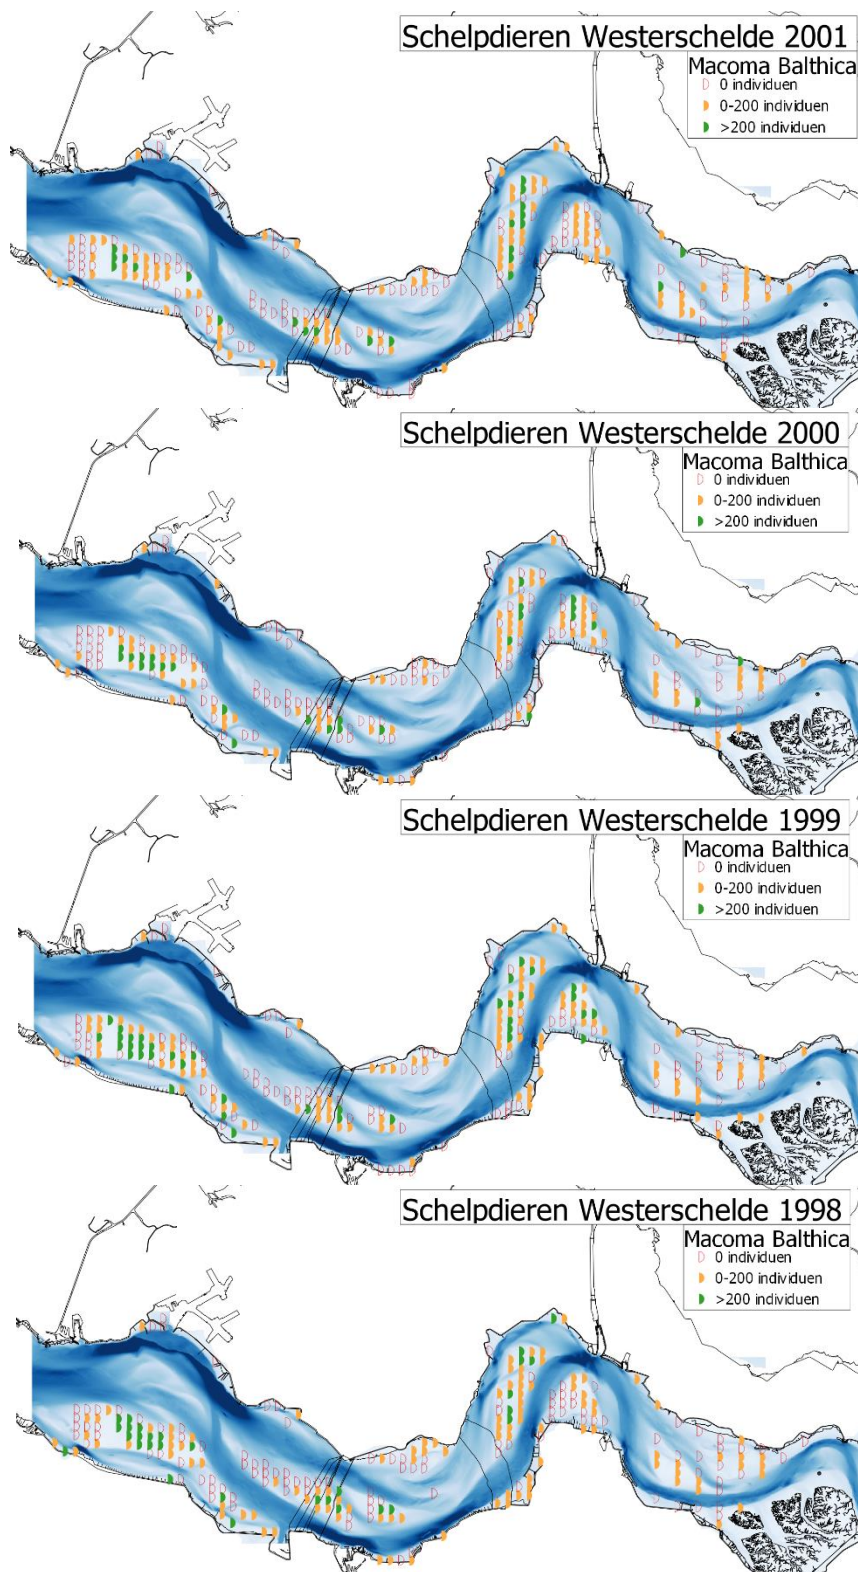 Schelpdieren Westerschelde 2001
Macoma Balthica
0 individuen
0-200 individuen
>200 individuen
Schelpdieren Westerschelde 2000
Macoma Balthica
0 individuen
0-200 individuen
>200 individuen
Schelpdieren Westerschelde 1999
Macoma Balthica
0 individuen
0-200 individuen
>200 individuen
Schelpdieren Westerschelde 1998
Macoma Balthica
0 individuen
0-200 individuen
>200 individuen